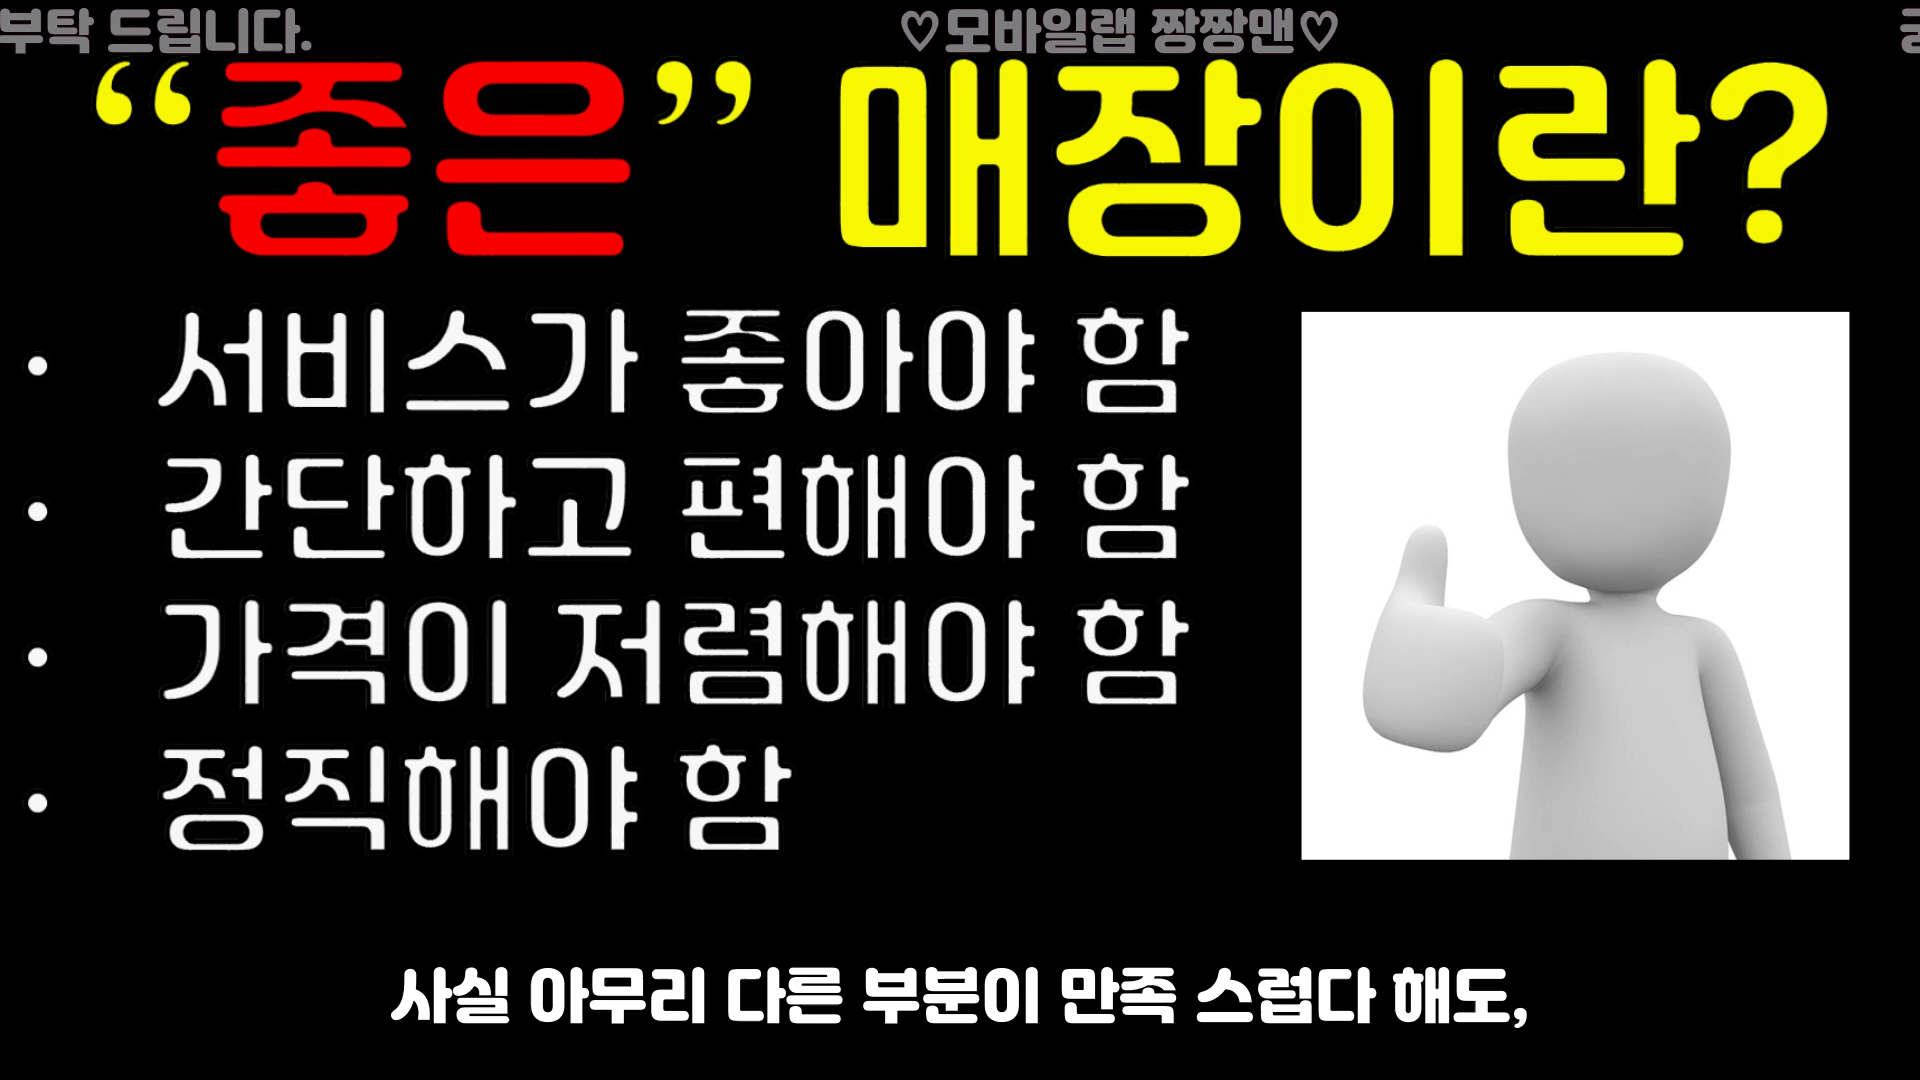 부탁 드립니다. ♡모바일랩 짱짱맨♡
“좋은” 매장이란?
• 서비스가 좋아야 함
• 간단하고 편해야 함
• 가격이 저렴해야 함
• 정직해야 함
사실 아무리 다른 부분이 만족 스럽다 해도,